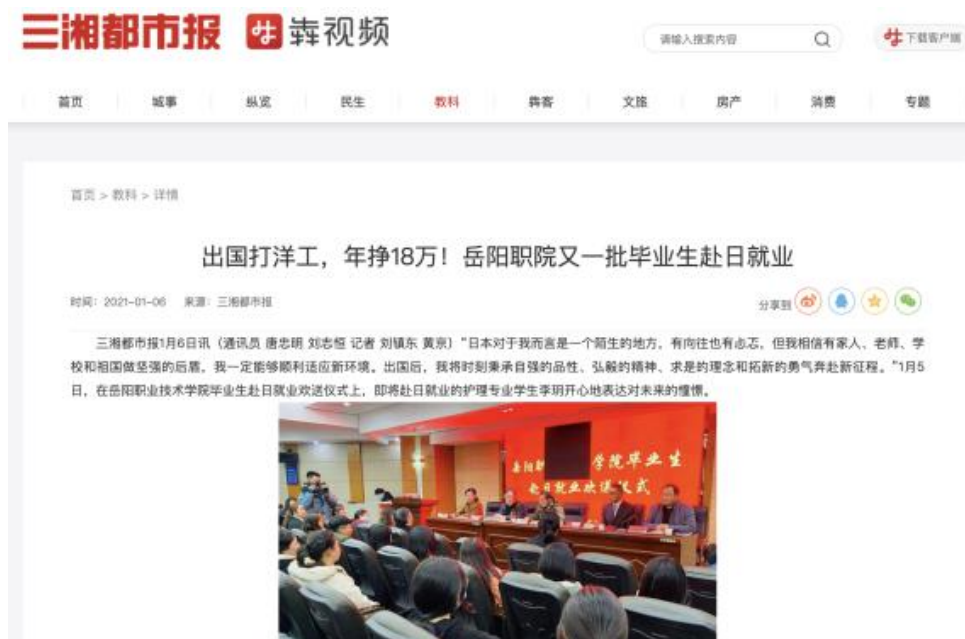 三湘都市报 犇视频
请输入搜索内容
下载客户端
首页 城事 纵览 民生 教科 犇客 文旅 房产 消费 专题
首页 > 教科 > 详情
出国打洋工，年挣18万！岳阳职院又一批毕业生赴日就业
时间：2021-01-06 来源：三湘都市报
分享到
三湘都市报1月6日讯（通讯员 唐忠明 刘志恒 记者 刘镇东 黄京）"日本对于我而言是一个陌生的地方，有向往也有忐忑，但我相信有家人、老师、学
校和祖国做坚强的后盾，我一定能够顺利适应新环境。出国后，我将时刻秉承自强的品性、弘毅的精神、求是的理念和拓新的勇气奔赴新征程。"1月5
日，在岳阳职业技术学院毕业生赴日就业欢送仪式上，即将赴日就业的护理专业学生李玥开心地表达对未来的憧憬。
岳阳职 学院毕业生
赴日就业欢送仪式